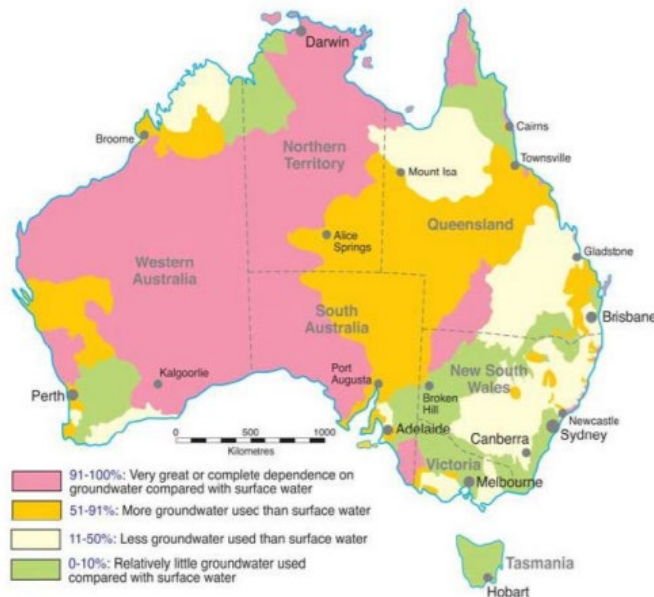 Darwin
Broome
Northern
Territory
Cairns
Townsville
Mount Isa
Queensland
Alice
Springs
Gladstone
Western
Australia
South
Australia
Brisbane
Kalgoorlie
Port
Augusta
New South
Wales
Perth
Broken
Hill
Newcastle
Sydney
Adelaide
Canberra
0
400
1000
Kilometres
Victoria
Melbourne
91-100%: Very great or complete dependence on
groundwater compared with surface water
51-91%: More groundwater used than surface water
11-50%: Less groundwater used than surface water
0-10%: Relatively little groundwater used
compared with surface water
Tasmania
Hobart